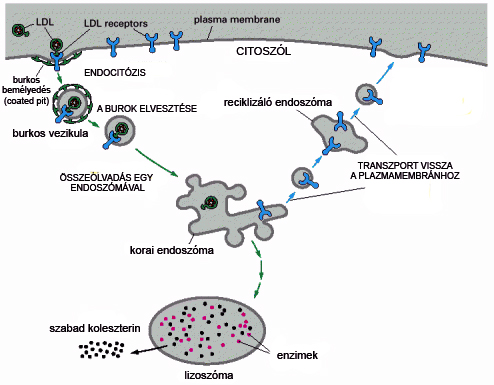 LDL
LDL receptors
plasma membrane
CITOSZÓL
burkos
bemélyedés
(coated pit)
ENDOCITÓZIS
A BUROK ELVESZTÉSE
burkos vezikula
ÖSSZEOLVADÁS EGY
ENDOSZÓMÁVAL
korai endoszóma
reciklizáló endoszóma
TRANSZPORT VISSZA
A PLAZMAMEMBRÁNHOZ
szabad koleszterin
enzimek
lizoszóma